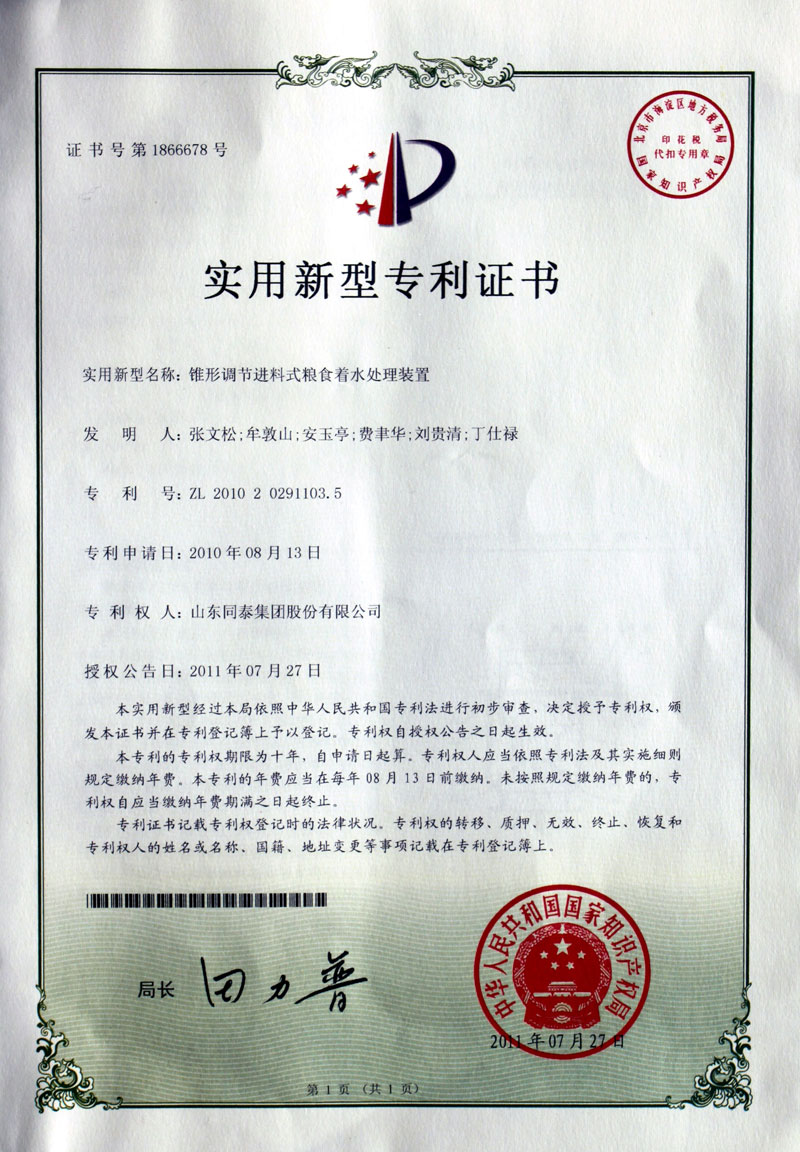 证书号第1866678号
北京市海淀区地方税务局
印花税
代扣专用章
国家知识产权局
实用新型专利证书
实用新型名称：锥形调节进料式粮食着水处理装置
发明人：张文松;牟敦山;安玉亭;费聿华;刘贵清;丁仕禄
专利号：ZL 2010 2 0291103.5
专利申请日：2010年08月13日
专利权人：山东同泰集团股份有限公司
授权公告日：2011年07月27日
本实用新型经过本局依照中华人民共和国专利法进行初步审查，决定授予专利权，颁
发本证书并在专利登记簿上予以登记。专利权自授权公告之日起生效。
本专利的专利权期限为十年，自申请日起算。专利权人应当依照专利法及其实施细则
规定缴纳年费。本专利的年费应当在每年08月13日前缴纳。未按照规定缴纳年费的，专
利权自应当缴纳年费期满之日起终止。
专利证书记载专利权登记时的法律状况。专利权的转移、质押、无效、终止、恢复和
专利权人的姓名或名称、国籍、地址变更等事项记载在专利登记簿上。
局长 田力普
中华人民共和国国家知识产权局
2011年07月27日
第1页（共1页）